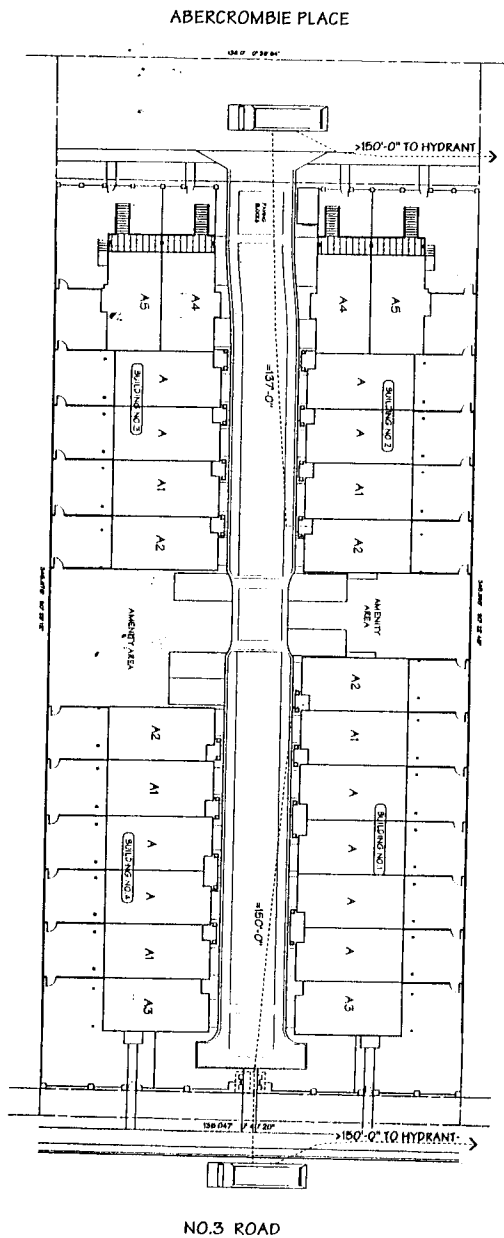 ABERCROMBIE PLACE
>150'-0" TO HYDRANT
PAVING
BLOCKS
A5
A4
A4
A5
=137'-0"
A
A
BUILDING NO.3
BUILDING NO.2
A
A
A1
A1
A2
A2
AMENITY AREA
AMENITY
AREA
A2
A2
A1
A1
A
A
BUILDING NO.1
BUILDING NO.4
A
A
A
A1
=150'-0"
A
A3
A3
>150'-0" TO HYDRANT
NO.3 ROAD